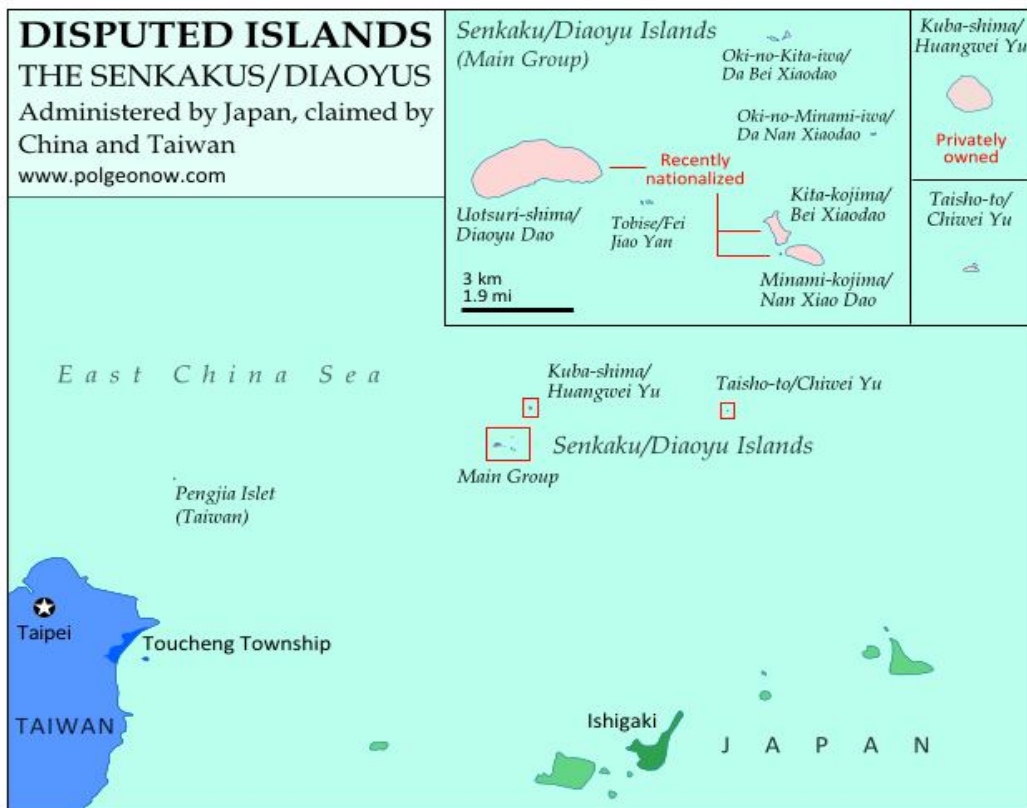 DISPUTED ISLANDS
THE SENKAKUS/DIAOYUS
Administered by Japan, claimed by
China and Taiwan
www.polgeonow.com
Senkaku/Diaoyu Islands
(Main Group)
Oki-no-Kita-iwa/
Da Bei Xiaodao
Oki-no-Minami-iwa/
Da Nan Xiaodao
Recently
nationalized
Uotsuri-shima/
Diaoyu Dao
Tobise/Fei
Jiao Yan
Kita-kojima/
Bei Xiaodao
Minami-kojima/
Nan Xiao Dao
3 km
1.9 mi
Kuba-shima/
Huangwei Yu
Privately
owned
Taisho-to/
Chiwei Yu
East China Sea
Kuba-shima/
Huangwei Yu
Taisho-to/Chiwei Yu
Senkaku/Diaoyu Islands
Main Group
Pengjia Islet
(Taiwan)
Taipei
Toucheng Township
TAIWAN
Ishigaki
JAPAN